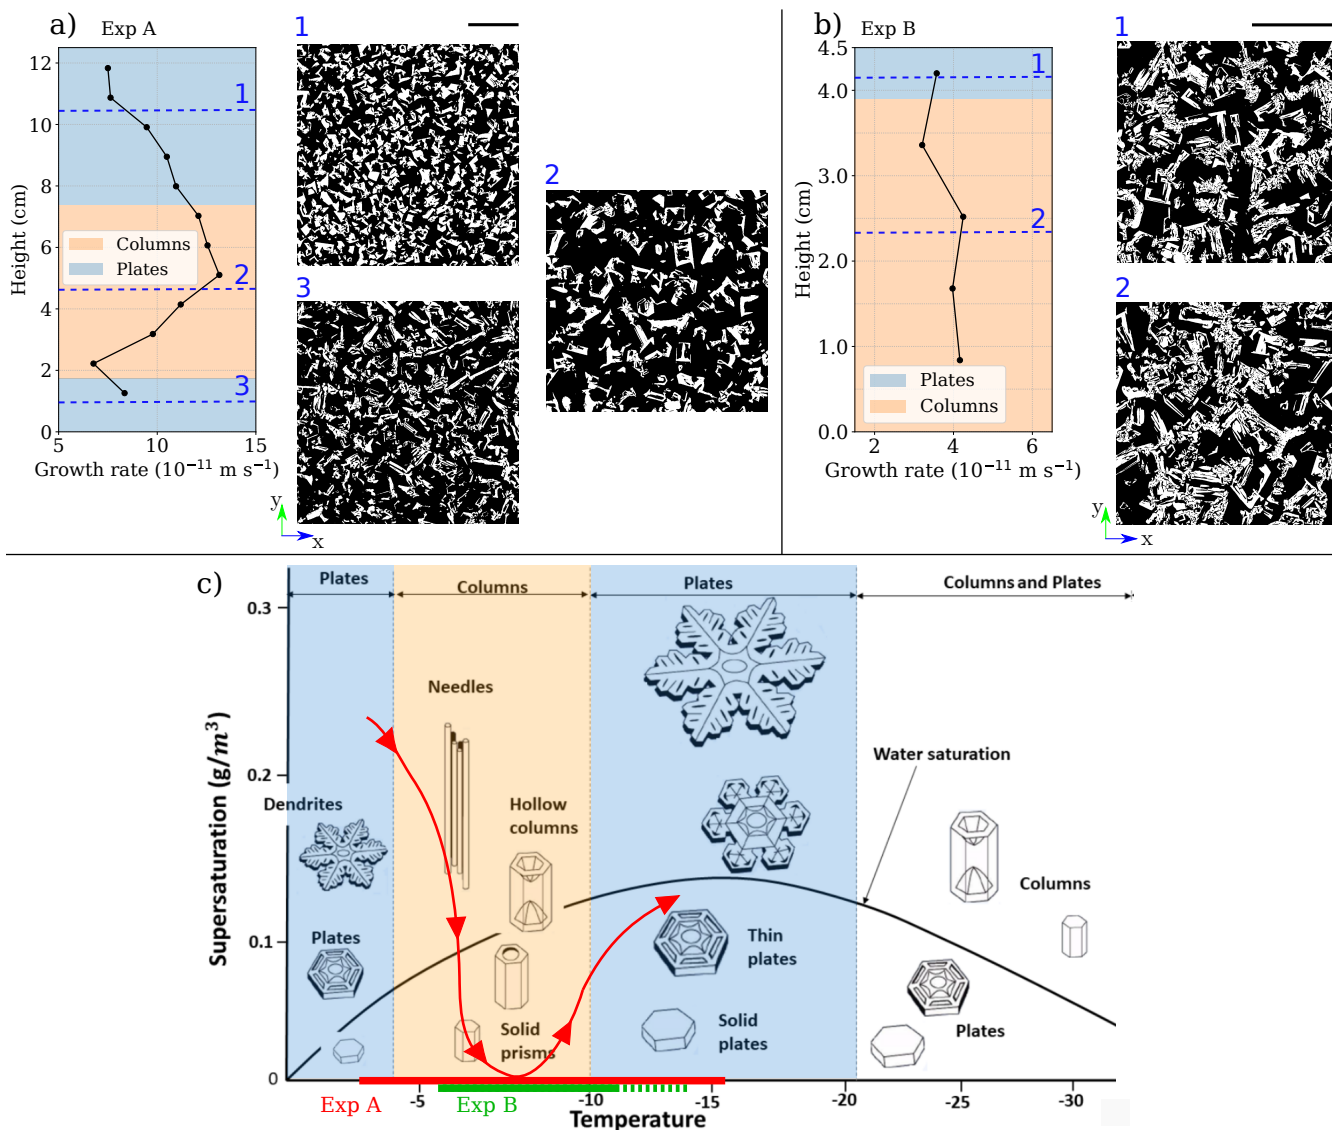 a)
Exp A
1
12
10
8
6
4
2
0
Height (cm)
1
2
3
Columns
Plates
5
10
15
Growth rate (10⁻¹¹ m s⁻¹)
3
2
y
x
b)
Exp B
1
4.5
4.0
3.0
2.0
1.0
0.0
Height (cm)
1
2
Plates
Columns
2
4
6
Growth rate (10⁻¹¹ m s⁻¹)
2
y
x
c)
Plates
Columns
Plates
Columns and Plates
0.3
0.2
0.1
0
Supersaturation (g/m³)
Needles
Water saturation
Dendrites
Hollow
columns
Columns
Plates
Thin
plates
Solid
prisms
Solid
plates
Plates
Exp A
-5
Exp B
-10
-15
-20
-25
-30
Temperature